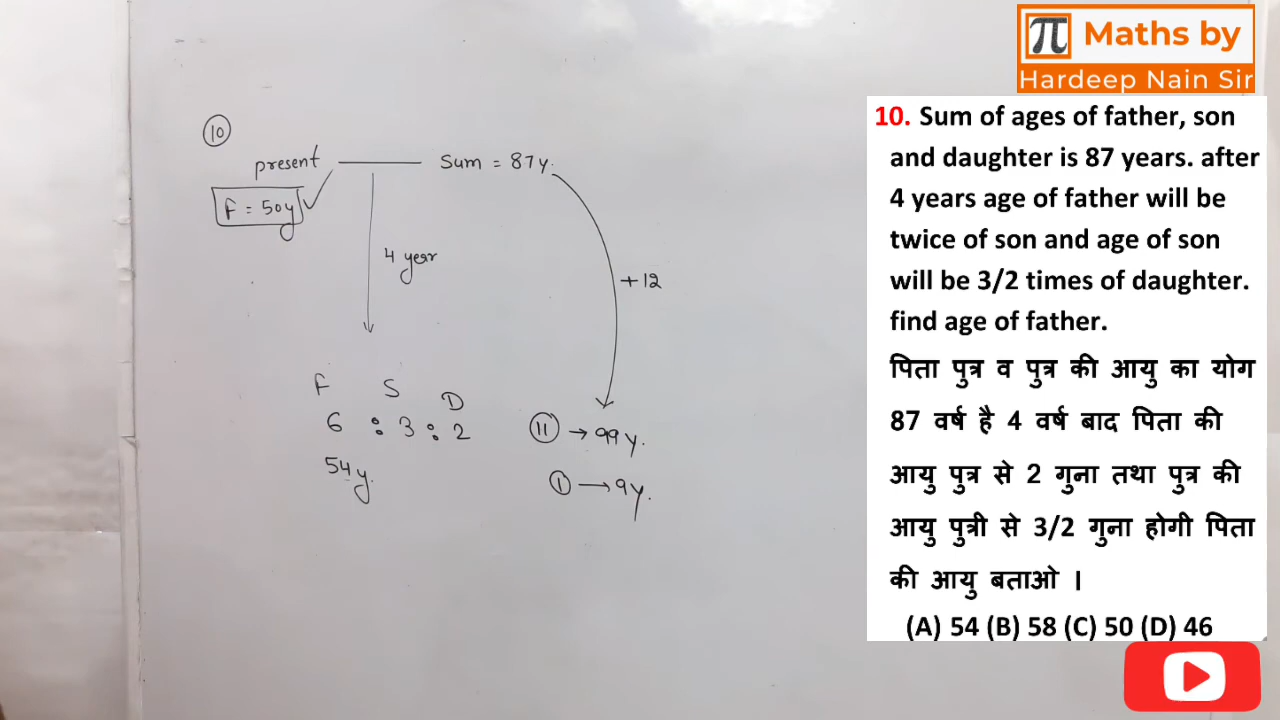 π Maths by
Hardeep Nain Sir
10
present Sum = 87y.
F = 50y
4 year
+12
F S D
6 : 3 : 2 11 → 99y.
54y. 1 → 9y.
10. Sum of ages of father, son
and daughter is 87 years. after
4 years age of father will be
twice of son and age of son
will be 3/2 times of daughter.
find age of father.
पिता पुत्र व पुत्र की आयु का योग
87 वर्ष है 4 वर्ष बाद पिता की
आयु पुत्र से 2 गुना तथा पुत्र की
आयु पुत्री से 3/2 गुना होगी पिता
की आयु बताओ ।
(A) 54 (B) 58 (C) 50 (D) 46